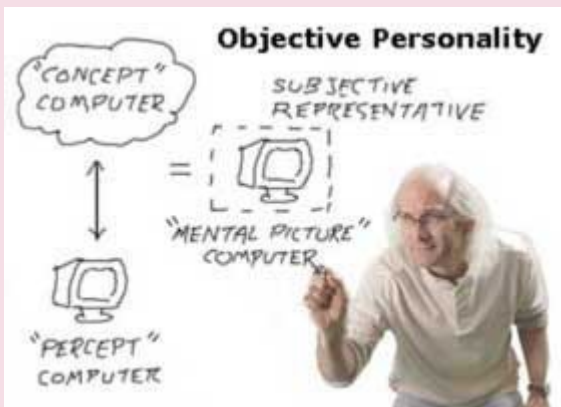 Objective Personality
"CONCEPT"
COMPUTER
SUBJECTIVE
REPRESENTATIVE
=
"MENTAL PICTURE"
COMPUTER
"PERCEPT"
COMPUTER